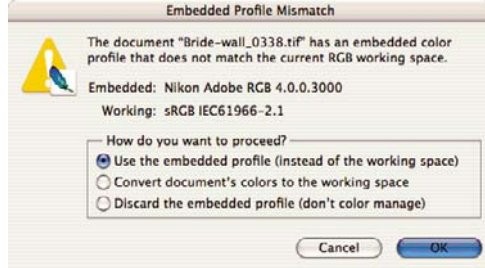 Embedded Profile Mismatch
The document "Bride-wall_0338.tif" has an embedded color
profile that does not match the current RGB working space.
Embedded: Nikon Adobe RGB 4.0.0.3000
Working: sRGB IEC61966-2.1
How do you want to proceed?
Use the embedded profile (instead of the working space)
Convert document's colors to the working space
Discard the embedded profile (don't color manage)
Cancel OK